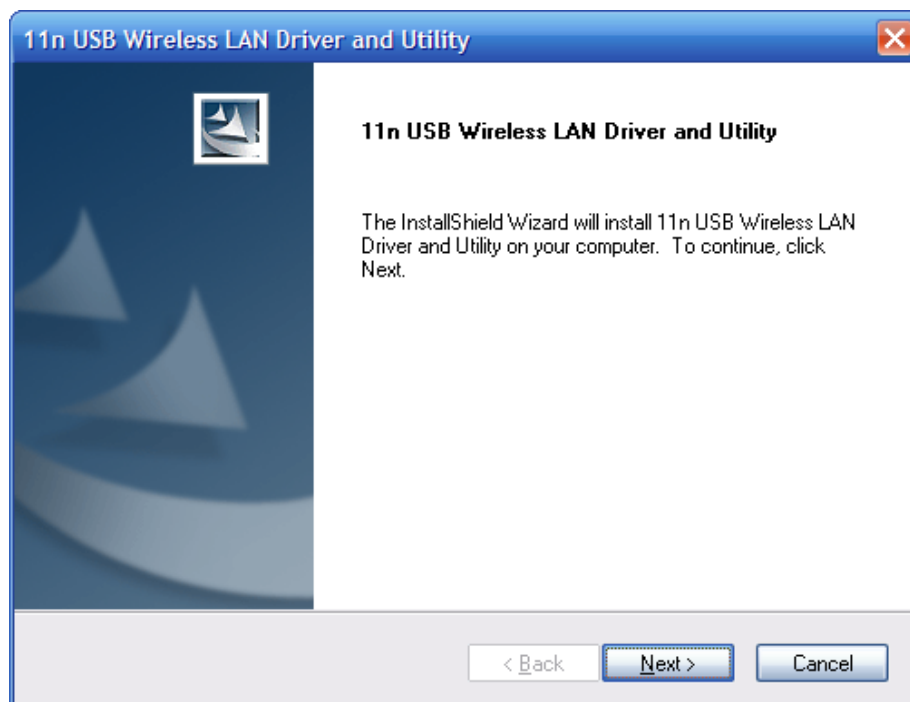 11n USB Wireless LAN Driver and Utility
11n USB Wireless LAN Driver and Utility
The InstallShield Wizard will install 11n USB Wireless LAN
Driver and Utility on your computer.  To continue, click
Next.
< Back
Next >
Cancel